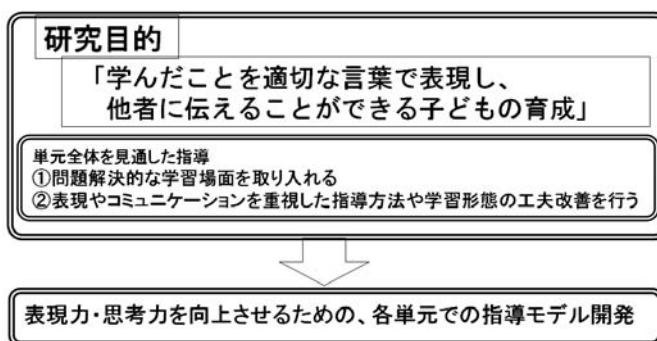 研究目的
「学んだことを適切な言葉で表現し、
他者に伝えることができる子どもの育成」
単元全体を見通した指導
①問題解決的な学習場面を取り入れる
②表現やコミュニケーションを重視した指導方法や学習形態の工夫改善を行う
表現力・思考力を向上させるための、各単元での指導モデル開発